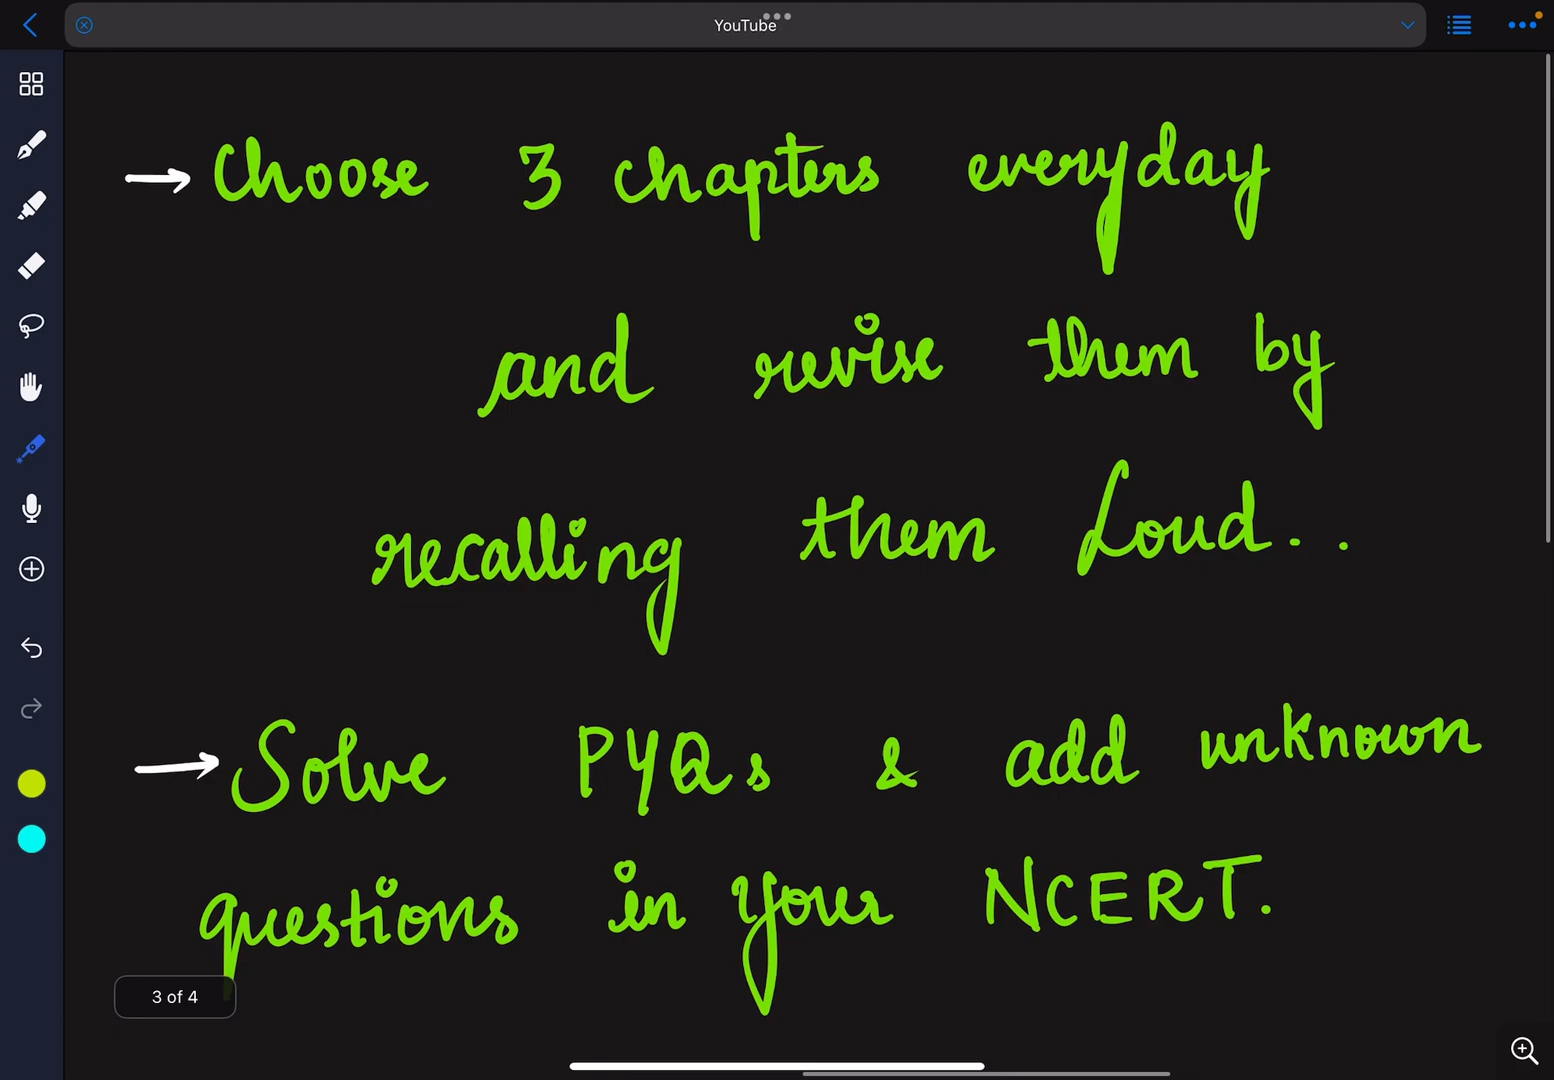 YouTube
→ Choose 3 chapters everyday
and revise them by
recalling them Loud..
→ Solve PYQs & add unknown
questions in your NCERT.
3 of 4